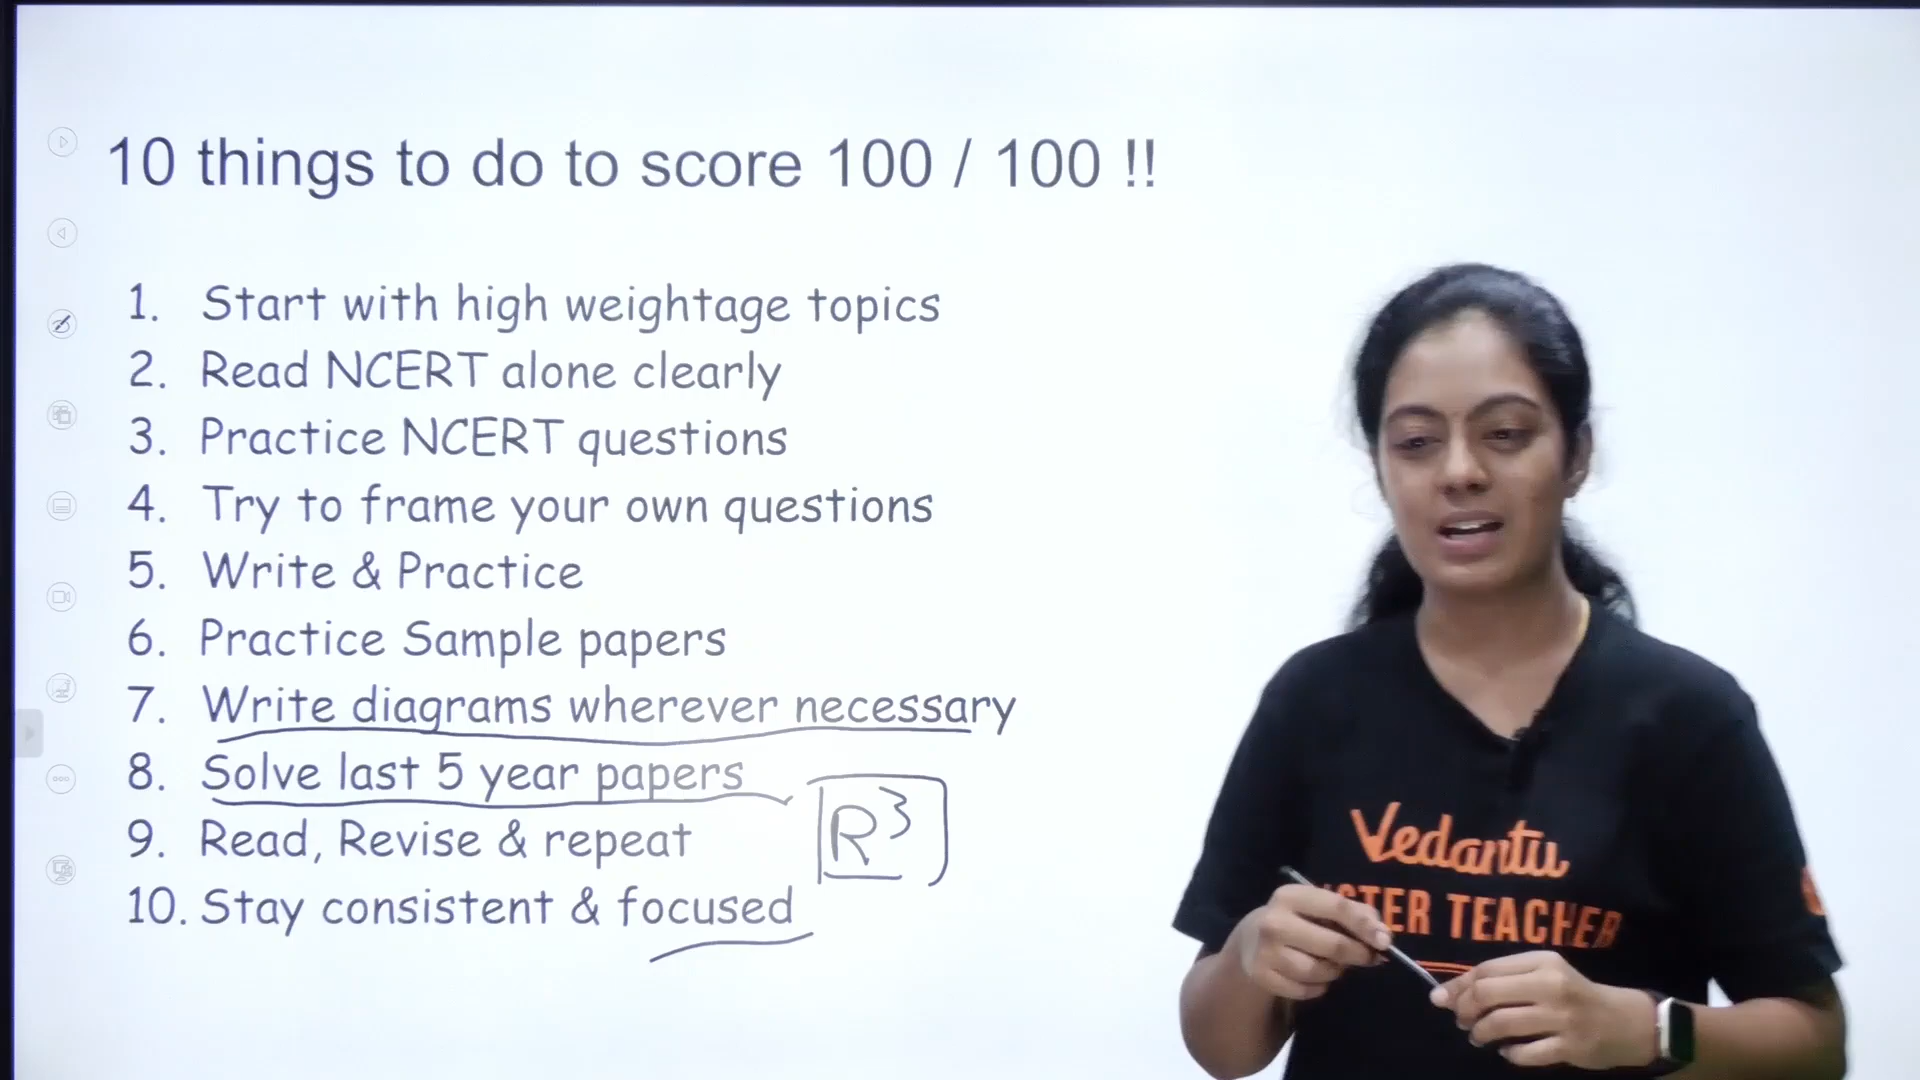 10 things to do to score 100 / 100 !!
1. Start with high weightage topics
2. Read NCERT alone clearly
3. Practice NCERT questions
4. Try to frame your own questions
5. Write & Practice
6. Practice Sample papers
7. Write diagrams wherever necessary
8. Solve last 5 year papers
9. Read, Revise & repeat
R³
10. Stay consistent & focused
Vedantu
TEACHER